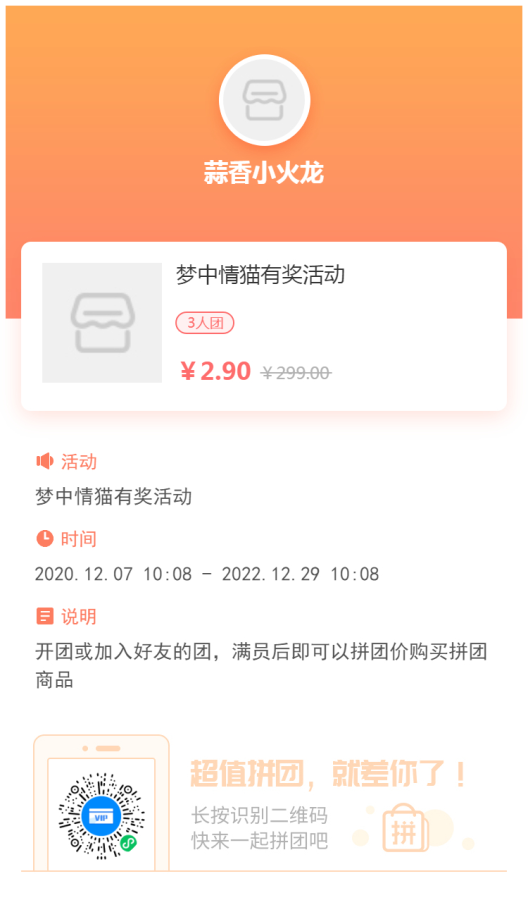 蒜香小火龙
梦中情猫有奖活动
3人团
￥2.90 ￥299.00
活动
梦中情猫有奖活动
时间
2020.12.07 10:08 - 2022.12.29 10:08
说明
开团或加入好友的团，满员后即可以拼团价购买拼团
商品
超值拼团，就差你了！
长按识别二维码
快来一起拼团吧
VIP
拼